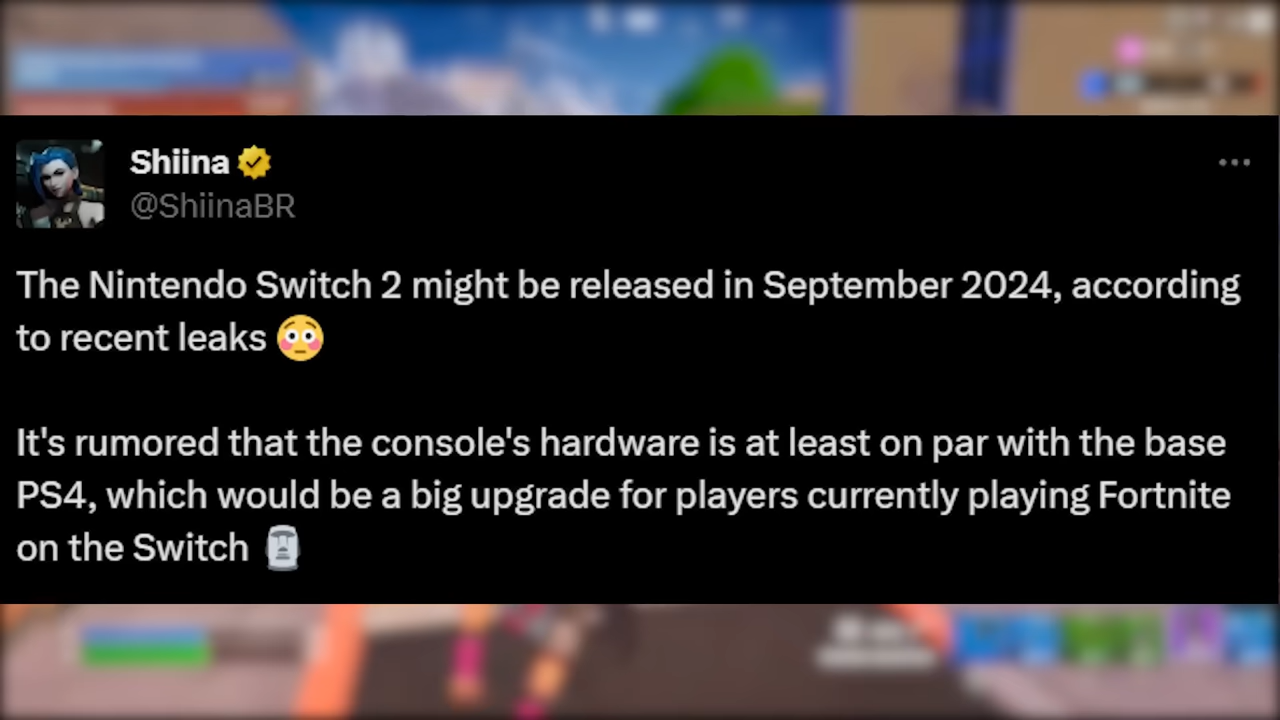 Shiina
@ShiinaBR
The Nintendo Switch 2 might be released in September 2024, according
to recent leaks 😳
It's rumored that the console's hardware is at least on par with the base
PS4, which would be a big upgrade for players currently playing Fortnite
on the Switch 🗿